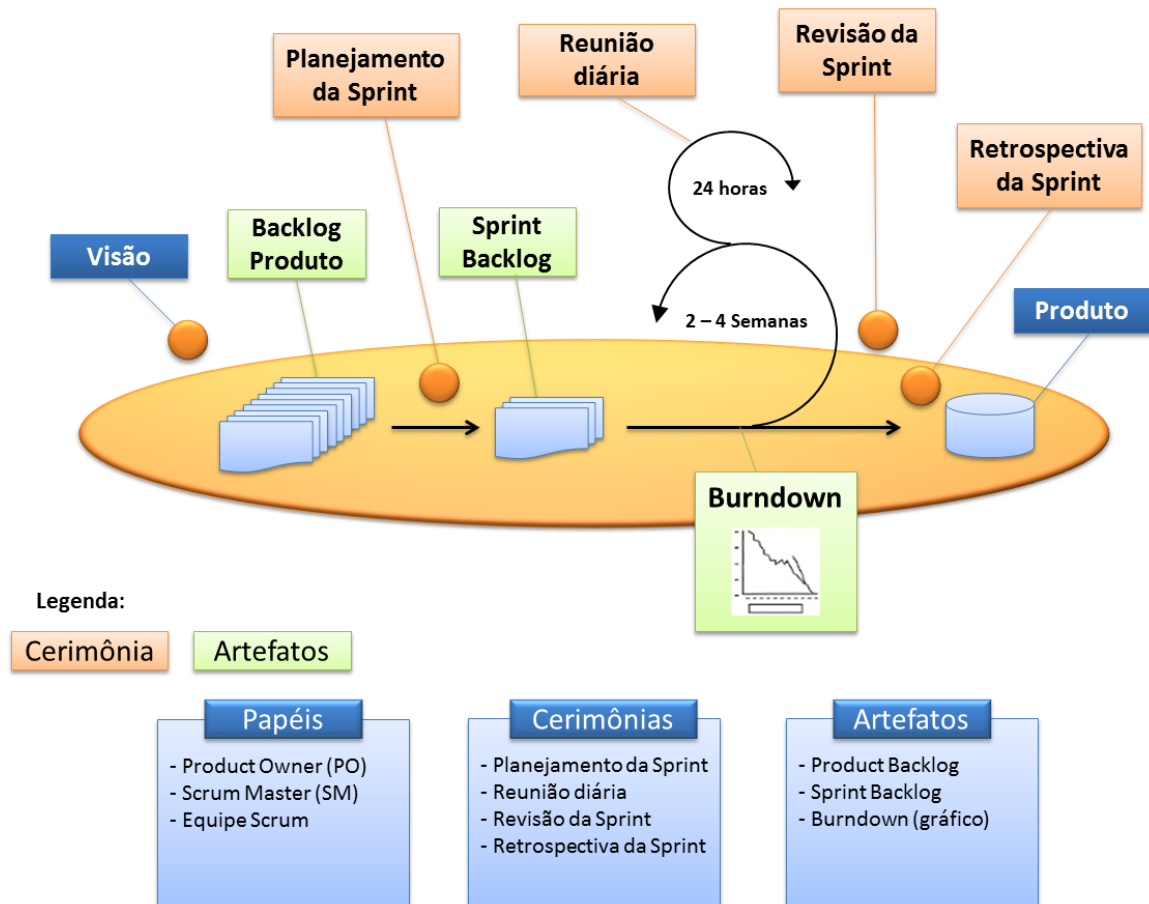 Planejamento
da Sprint
Reunião
diária
Revisão da
Sprint
Retrospectiva
da Sprint
24 horas
Visão
Backlog
Produto
Sprint
Backlog
2 – 4 Semanas
Produto
Burndown
Legenda:
Cerimônia
Artefatos
Papéis
- Product Owner (PO)
- Scrum Master (SM)
- Equipe Scrum
Cerimônias
- Planejamento da Sprint
- Reunião diária
- Revisão da Sprint
- Retrospectiva da Sprint
Artefatos
- Product Backlog
- Sprint Backlog
- Burndown (gráfico)